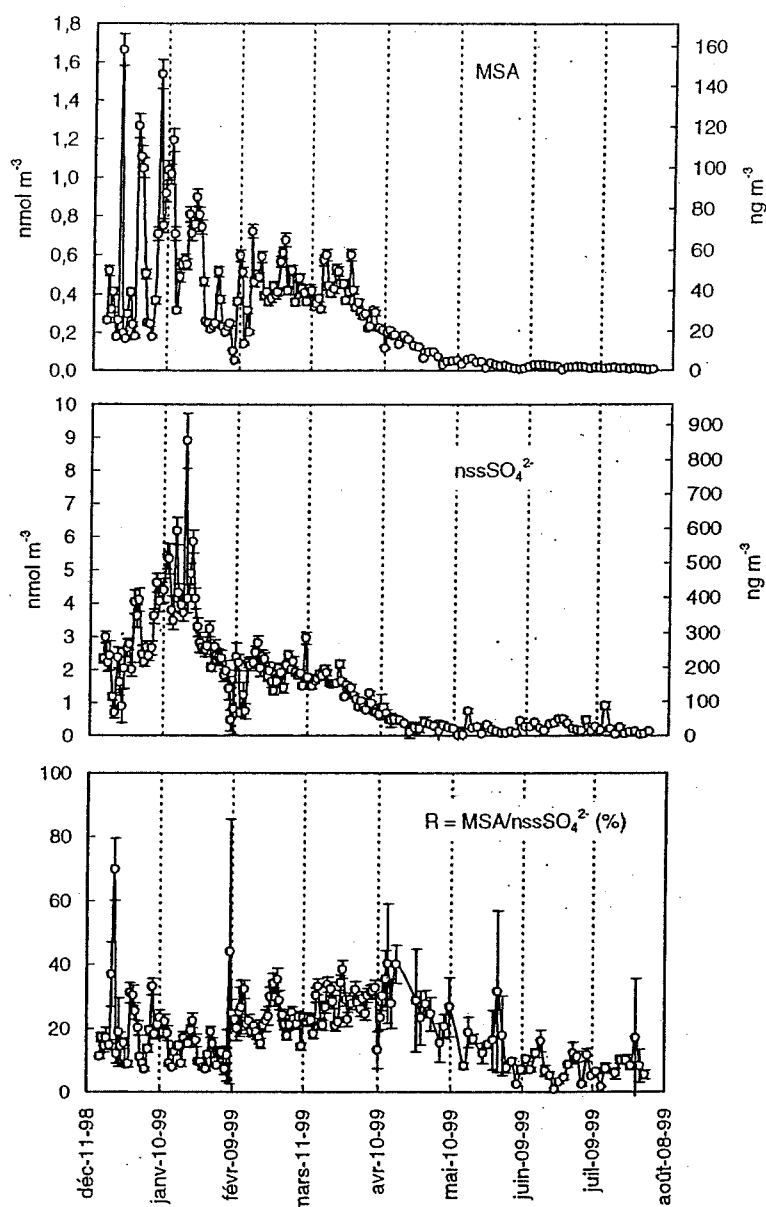 1,8
1,6
1,4
1,2
1,0
0,8
0,6
0,4
0,2
0,0
nmol m⁻³
MSA
160
140
120
100
80
60
40
20
0
ng m⁻³
10
9
8
7
6
5
4
3
2
1
0
nmol m⁻³
nssSO₄²⁻
900
800
700
600
500
400
300
200
100
0
ng m⁻³
100
80
60
40
20
0
R = MSA/nssSO₄²⁻ (%)
déc-11-98
janv-10-99
févr-09-99
mars-11-99
avr-10-99
mai-10-99
juin-09-99
juil-09-99
août-08-99